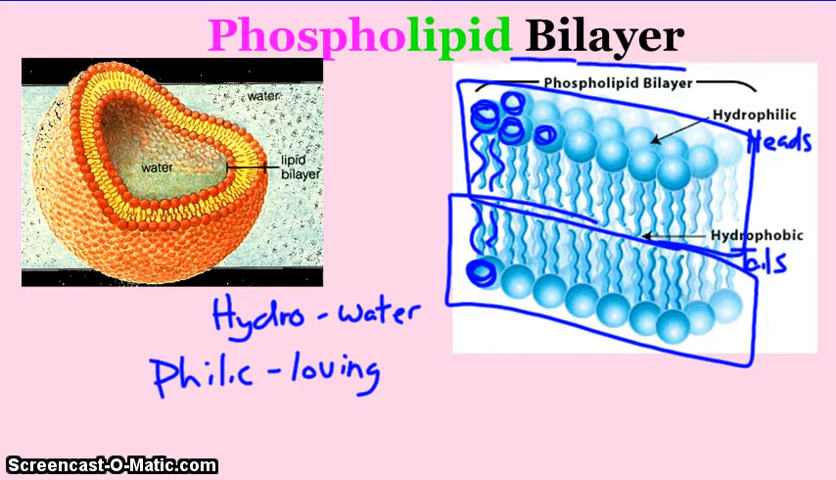 Phospholipid Bilayer
water
water
lipid
bilayer
Phospholipid Bilayer
Hydrophilic
Heads
Hydrophobic
Tails
Hydro - water
Philic - loving
Screencast-O-Matic.com